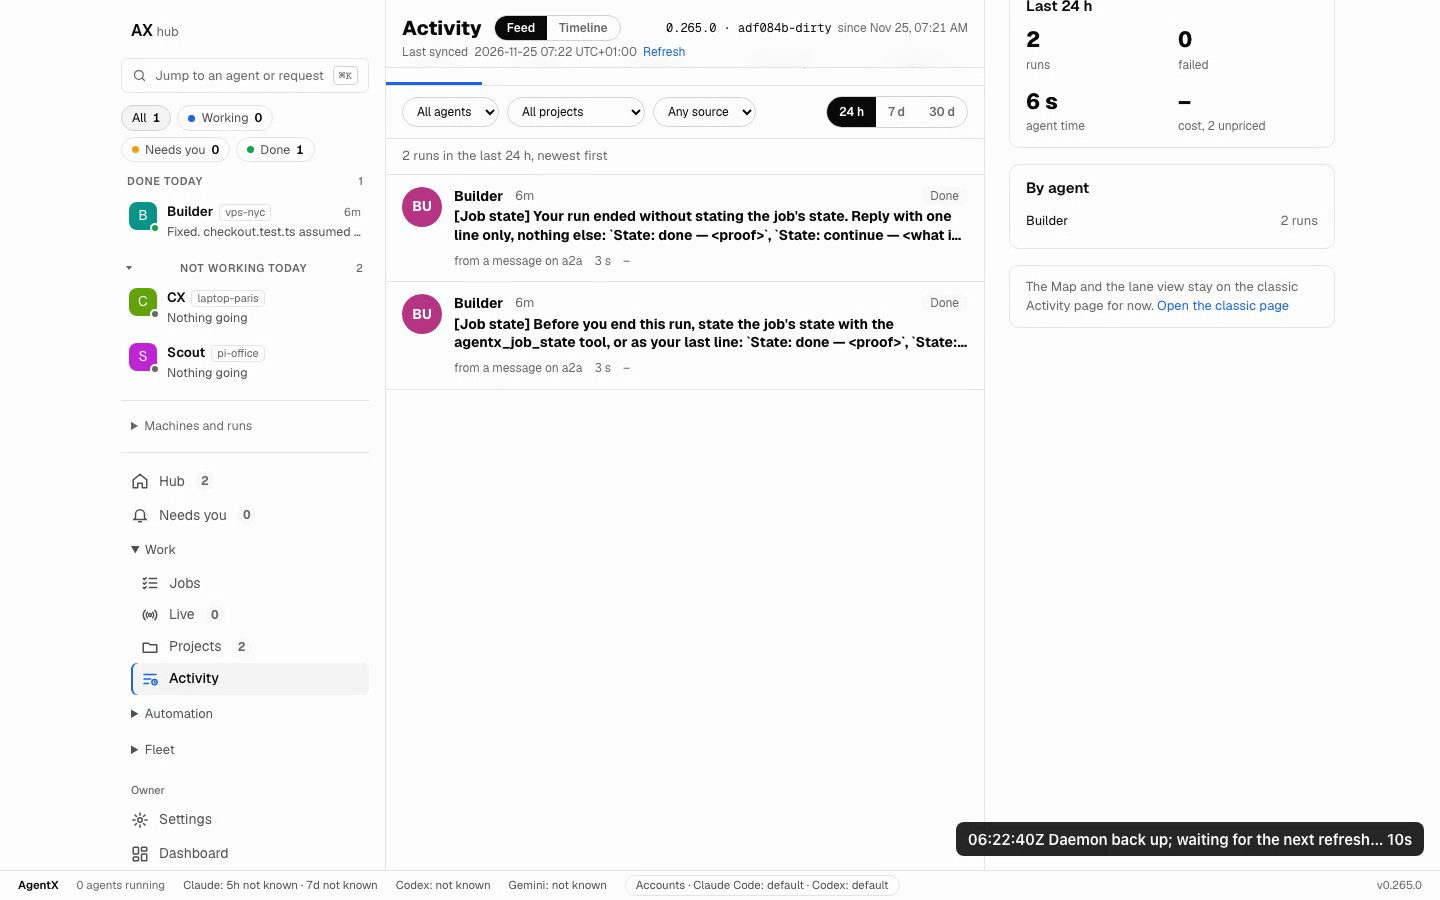 AX hub
Jump to an agent or request ⌘K
All 1 Working 0
Needs you 0 Done 1
DONE TODAY 1
B Builder vps-nyc 6m
Fixed. checkout.test.ts assumed …
NOT WORKING TODAY 2
C CX laptop-paris
Nothing going
S Scout pi-office
Nothing going
Machines and runs
Hub 2
Needs you 0
Work
Jobs
Live 0
Projects 2
Activity
Automation
Fleet
Owner
Settings
Dashboard
Activity Feed Timeline 0.265.0 · adf084b-dirty since Nov 25, 07:21 AM
Last synced 2026-11-25 07:22 UTC+01:00 Refresh
All agents All projects Any source 24 h 7 d 30 d
2 runs in the last 24 h, newest first
BU Builder 6m Done
[Job state] Your run ended without stating the job's state. Reply with one
line only, nothing else: `State: done — <proof>`, `State: continue — <what i…
from a message on a2a 3 s –
BU Builder 6m Done
[Job state] Before you end this run, state the job's state with the
agentx_job_state tool, or as your last line: `State: done — <proof>`, `State:…
from a message on a2a 3 s –
Last 24 h
2 0
runs failed
6 s –
agent time cost, 2 unpriced
By agent
Builder 2 runs
The Map and the lane view stay on the classic
Activity page for now. Open the classic page
06:22:40Z Daemon back up; waiting for the next refresh... 10s
AgentX 0 agents running Claude: 5h not known · 7d not known Codex: not known Gemini: not known Accounts · Claude Code: default · Codex: default v0.265.0